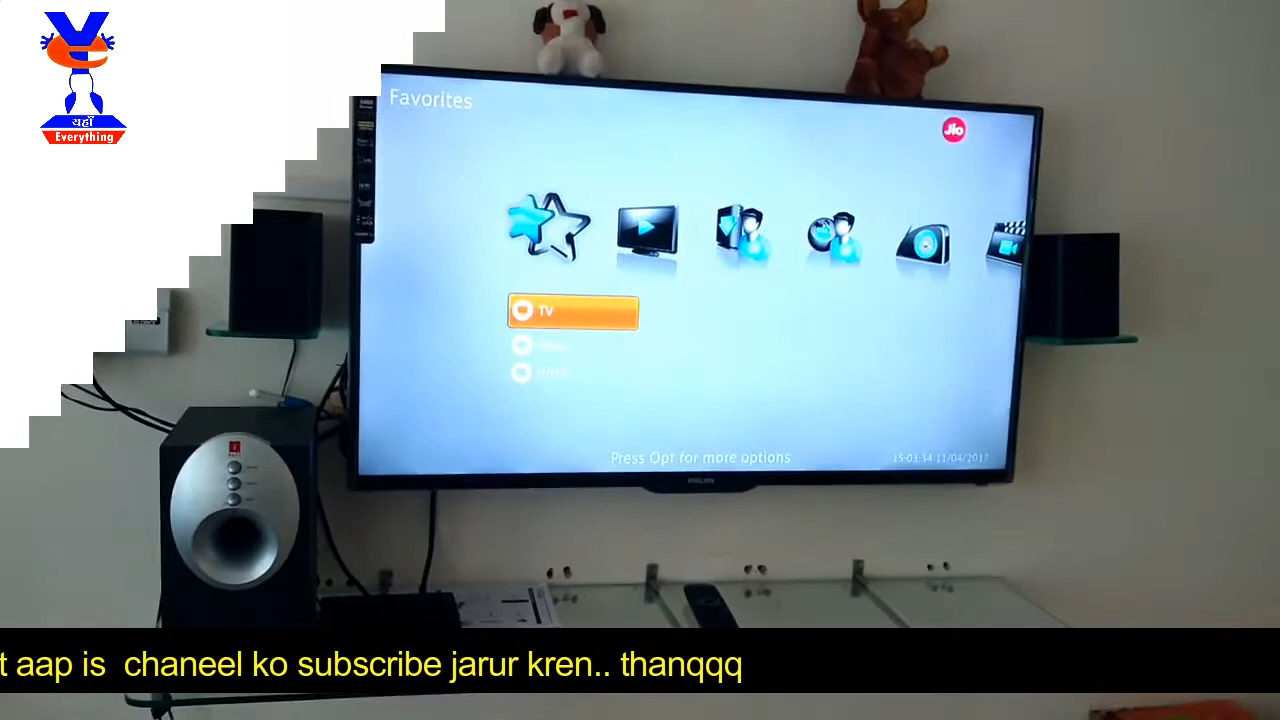 यहाँ
Everything
Favorites
Jio
TV
Press Opt for more options
15:03:34 11/04/2017
PHILIPS
t aap is chaneel ko subscribe jarur kren.. thanqqq